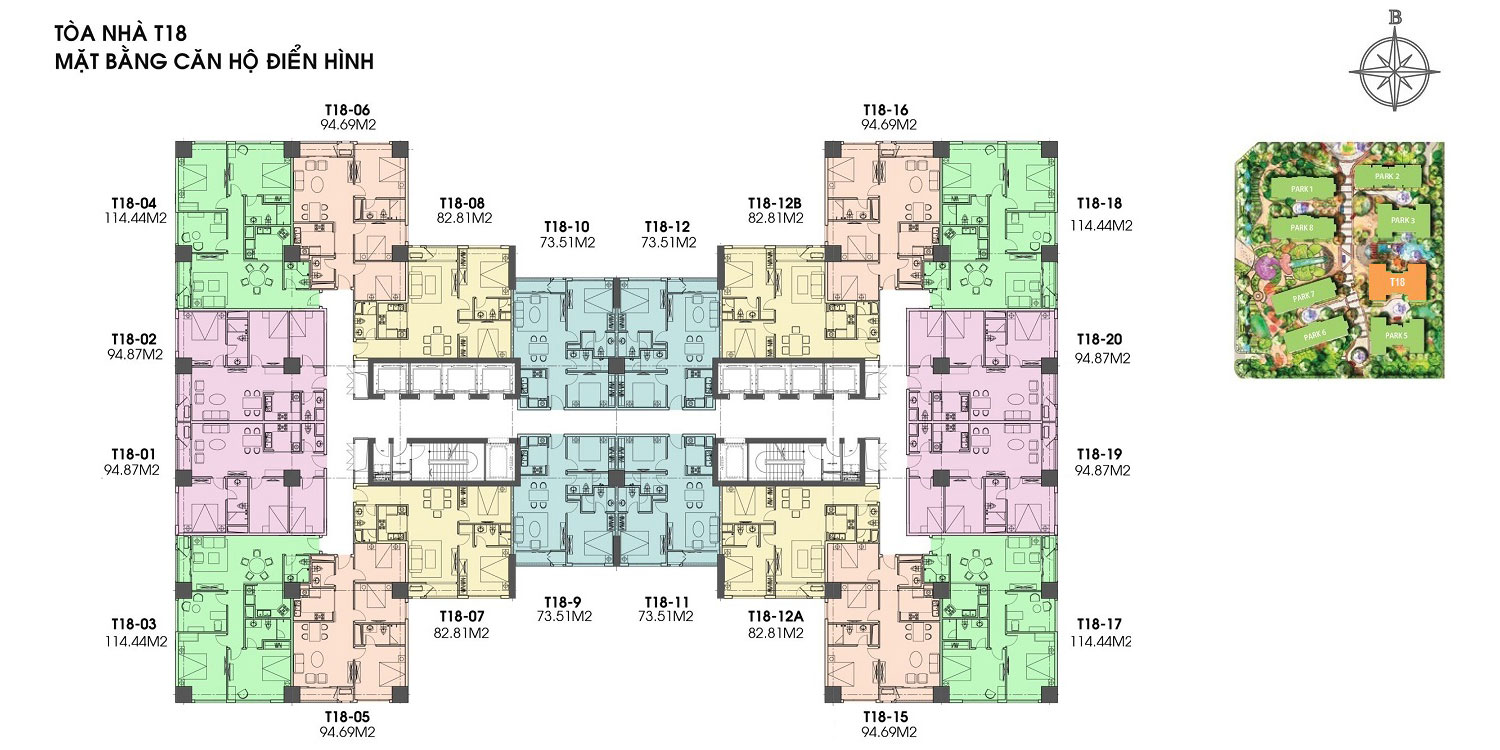 TÒA NHÀ T18
MẶT BẰNG CĂN HỘ ĐIỂN HÌNH
B
T18-06
94.69M2
T18-16
94.69M2
T18-04
114.44M2
T18-08
82.81M2
T18-10
73.51M2
T18-12
73.51M2
T18-12B
82.81M2
T18-18
114.44M2
T18-02
94.87M2
T18-20
94.87M2
T18-01
94.87M2
T18-19
94.87M2
T18-03
114.44M2
T18-07
82.81M2
T18-9
73.51M2
T18-11
73.51M2
T18-12A
82.81M2
T18-17
114.44M2
T18-05
94.69M2
T18-15
94.69M2
PARK 1
PARK 2
PARK 3
PARK 8
T18
PARK 7
PARK 6
PARK 5